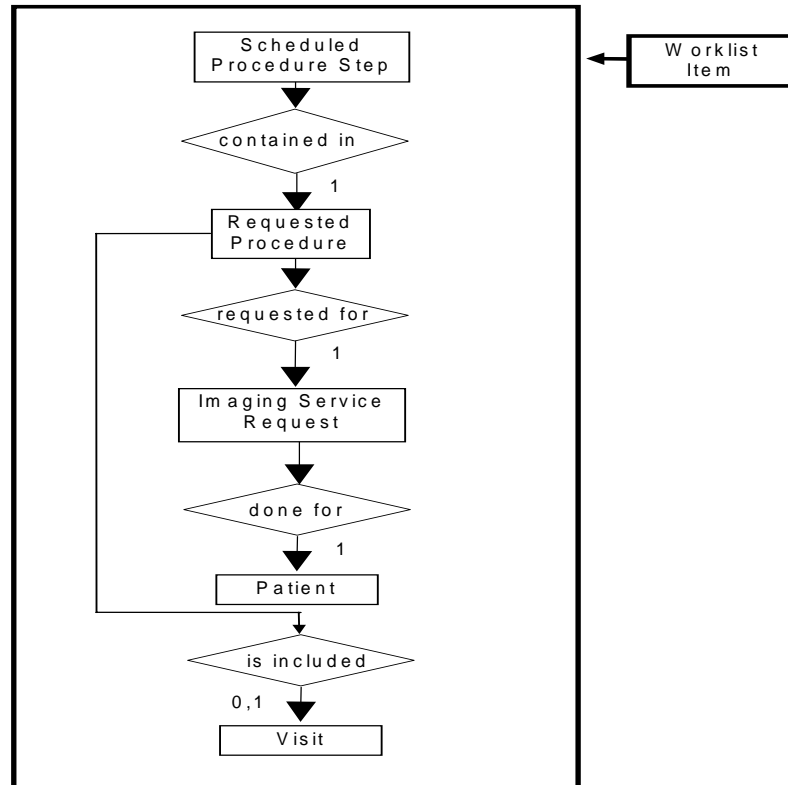 Scheduled
Procedure Step
Worklist
Item
contained in
1
Requested
Procedure
requested for
1
Imaging Service
Request
done for
1
Patient
is included
0,1
Visit